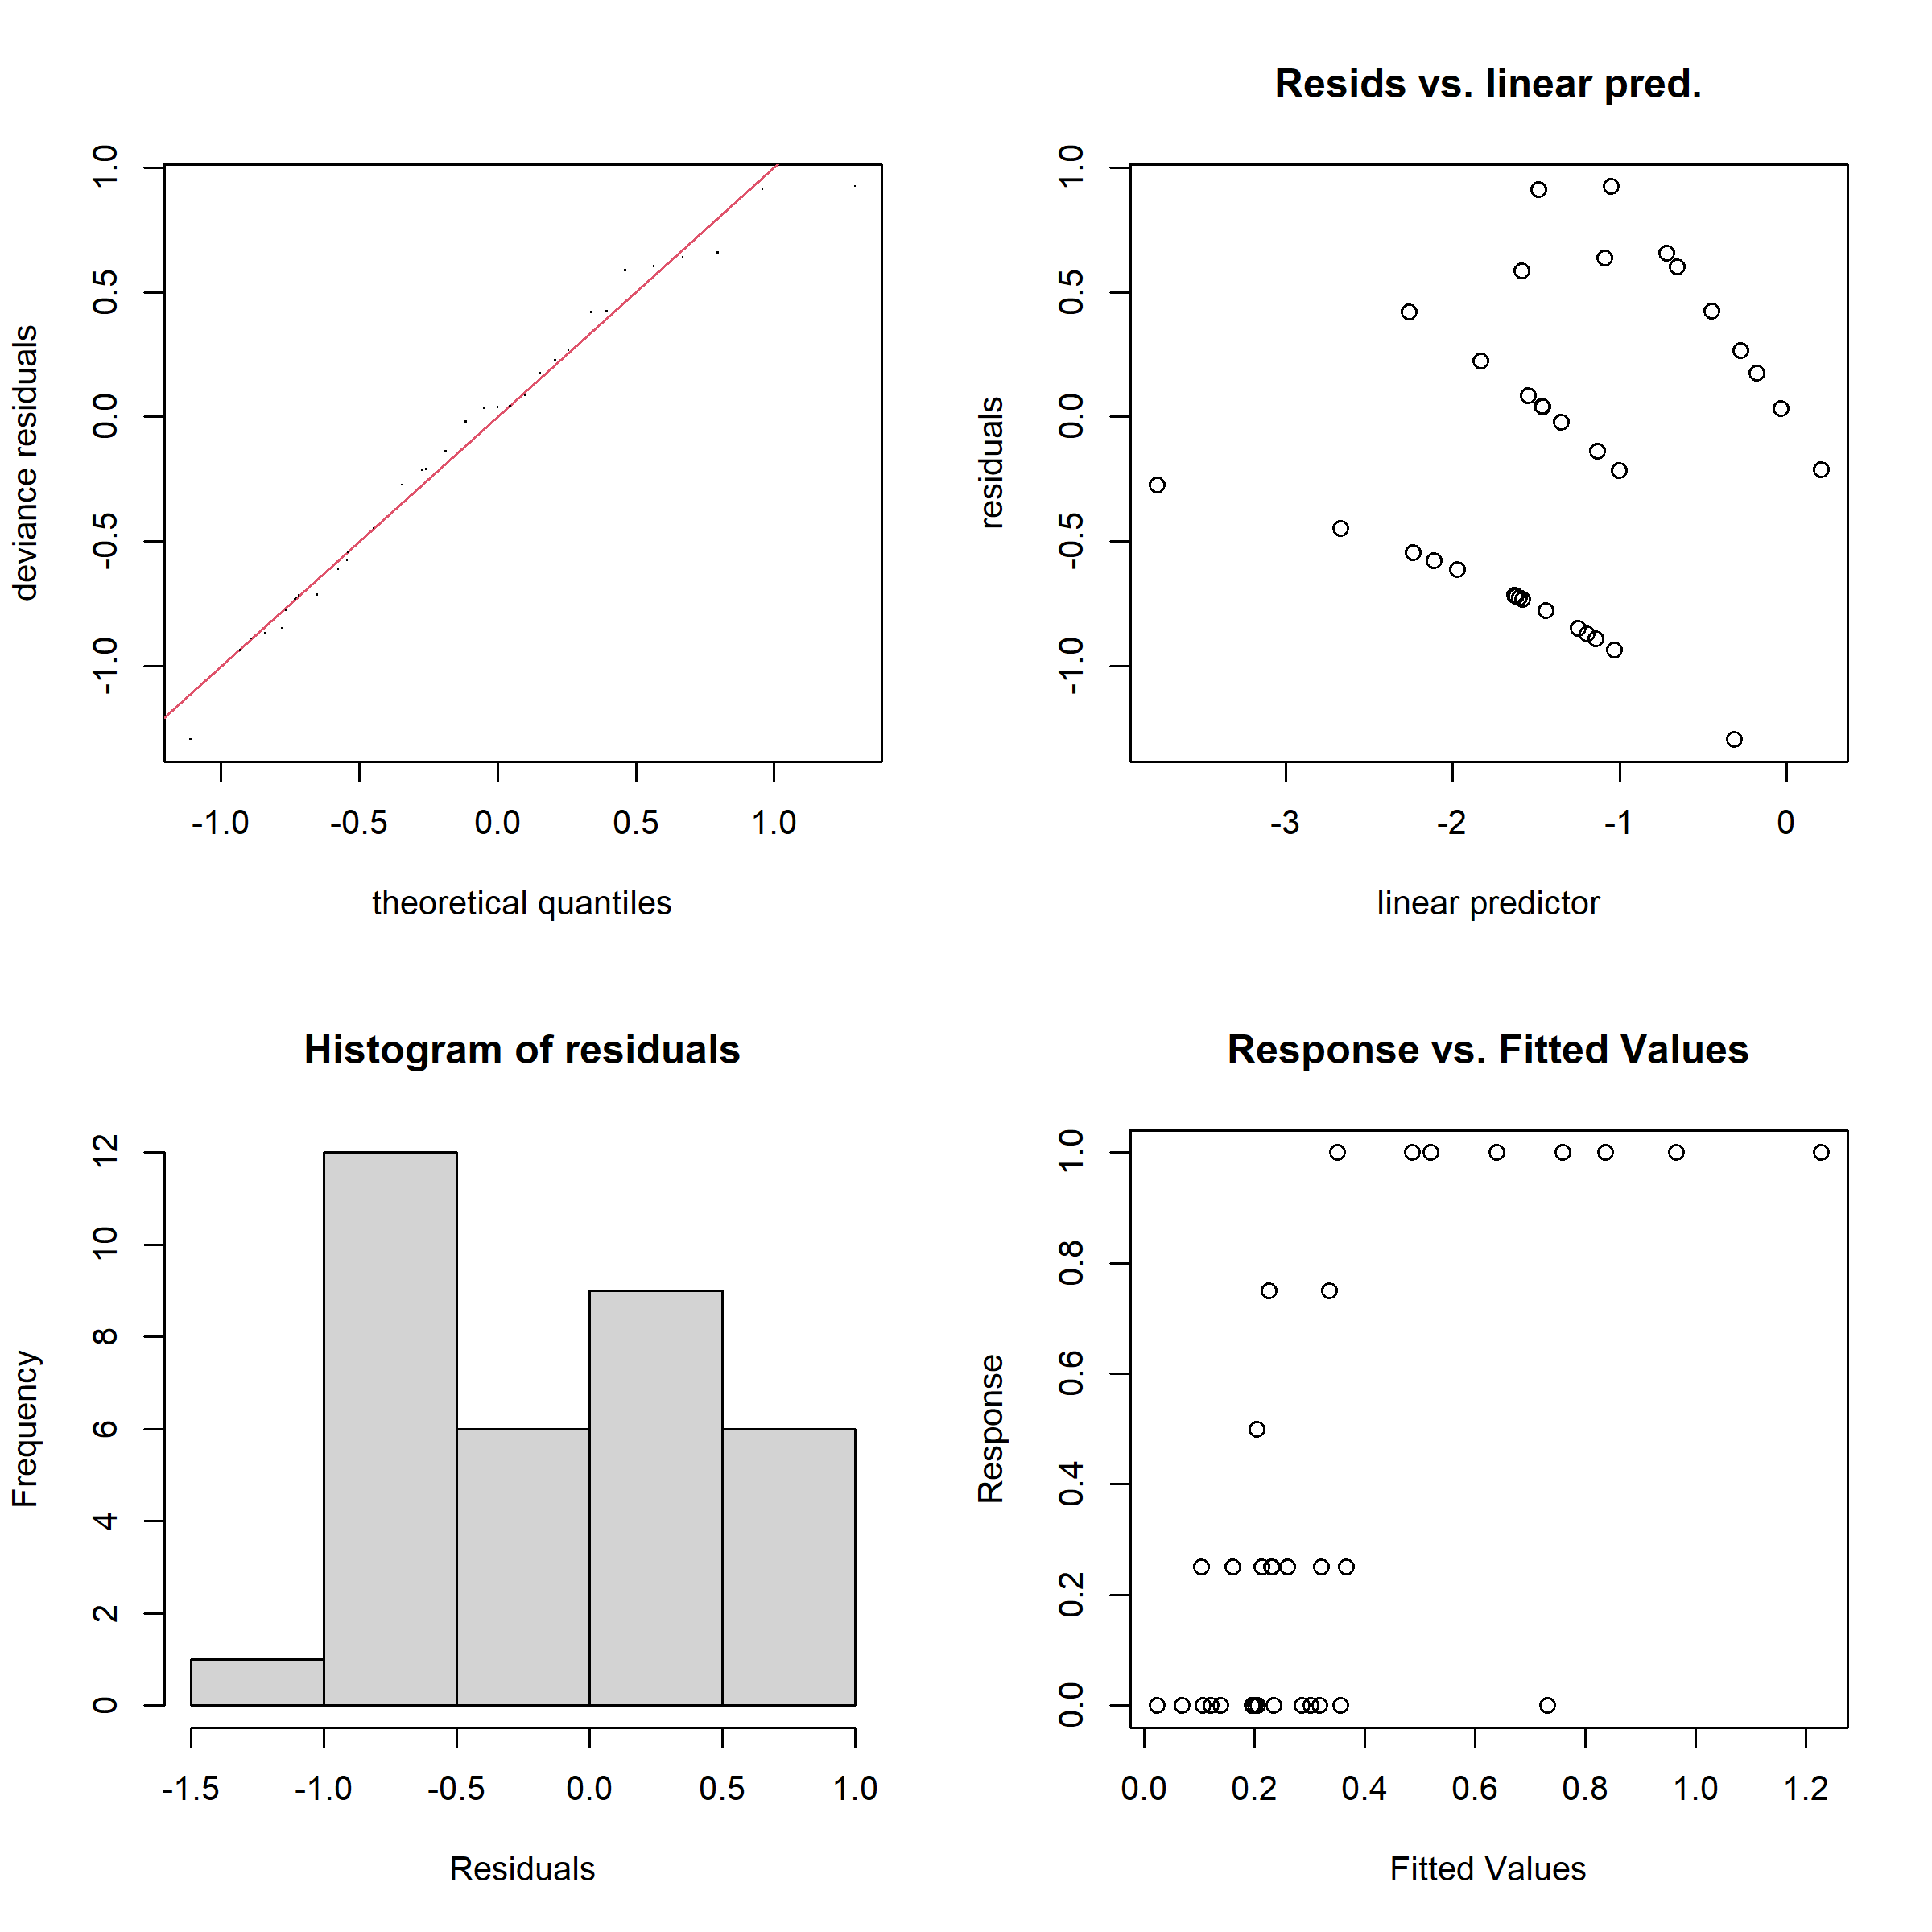 deviance residuals
1.0
0.5
0.0
-0.5
-1.0
-1.0 -0.5 0.0 0.5 1.0
theoretical quantiles
Resids vs. linear pred.
residuals
1.0
0.5
0.0
-0.5
-1.0
-3 -2 -1 0
linear predictor
Histogram of residuals
Frequency
12
10
8
6
4
2
0
-1.5 -1.0 -0.5 0.0 0.5 1.0
Residuals
Response vs. Fitted Values
Response
1.0
0.8
0.6
0.4
0.2
0.0
0.0 0.2 0.4 0.6 0.8 1.0 1.2
Fitted Values